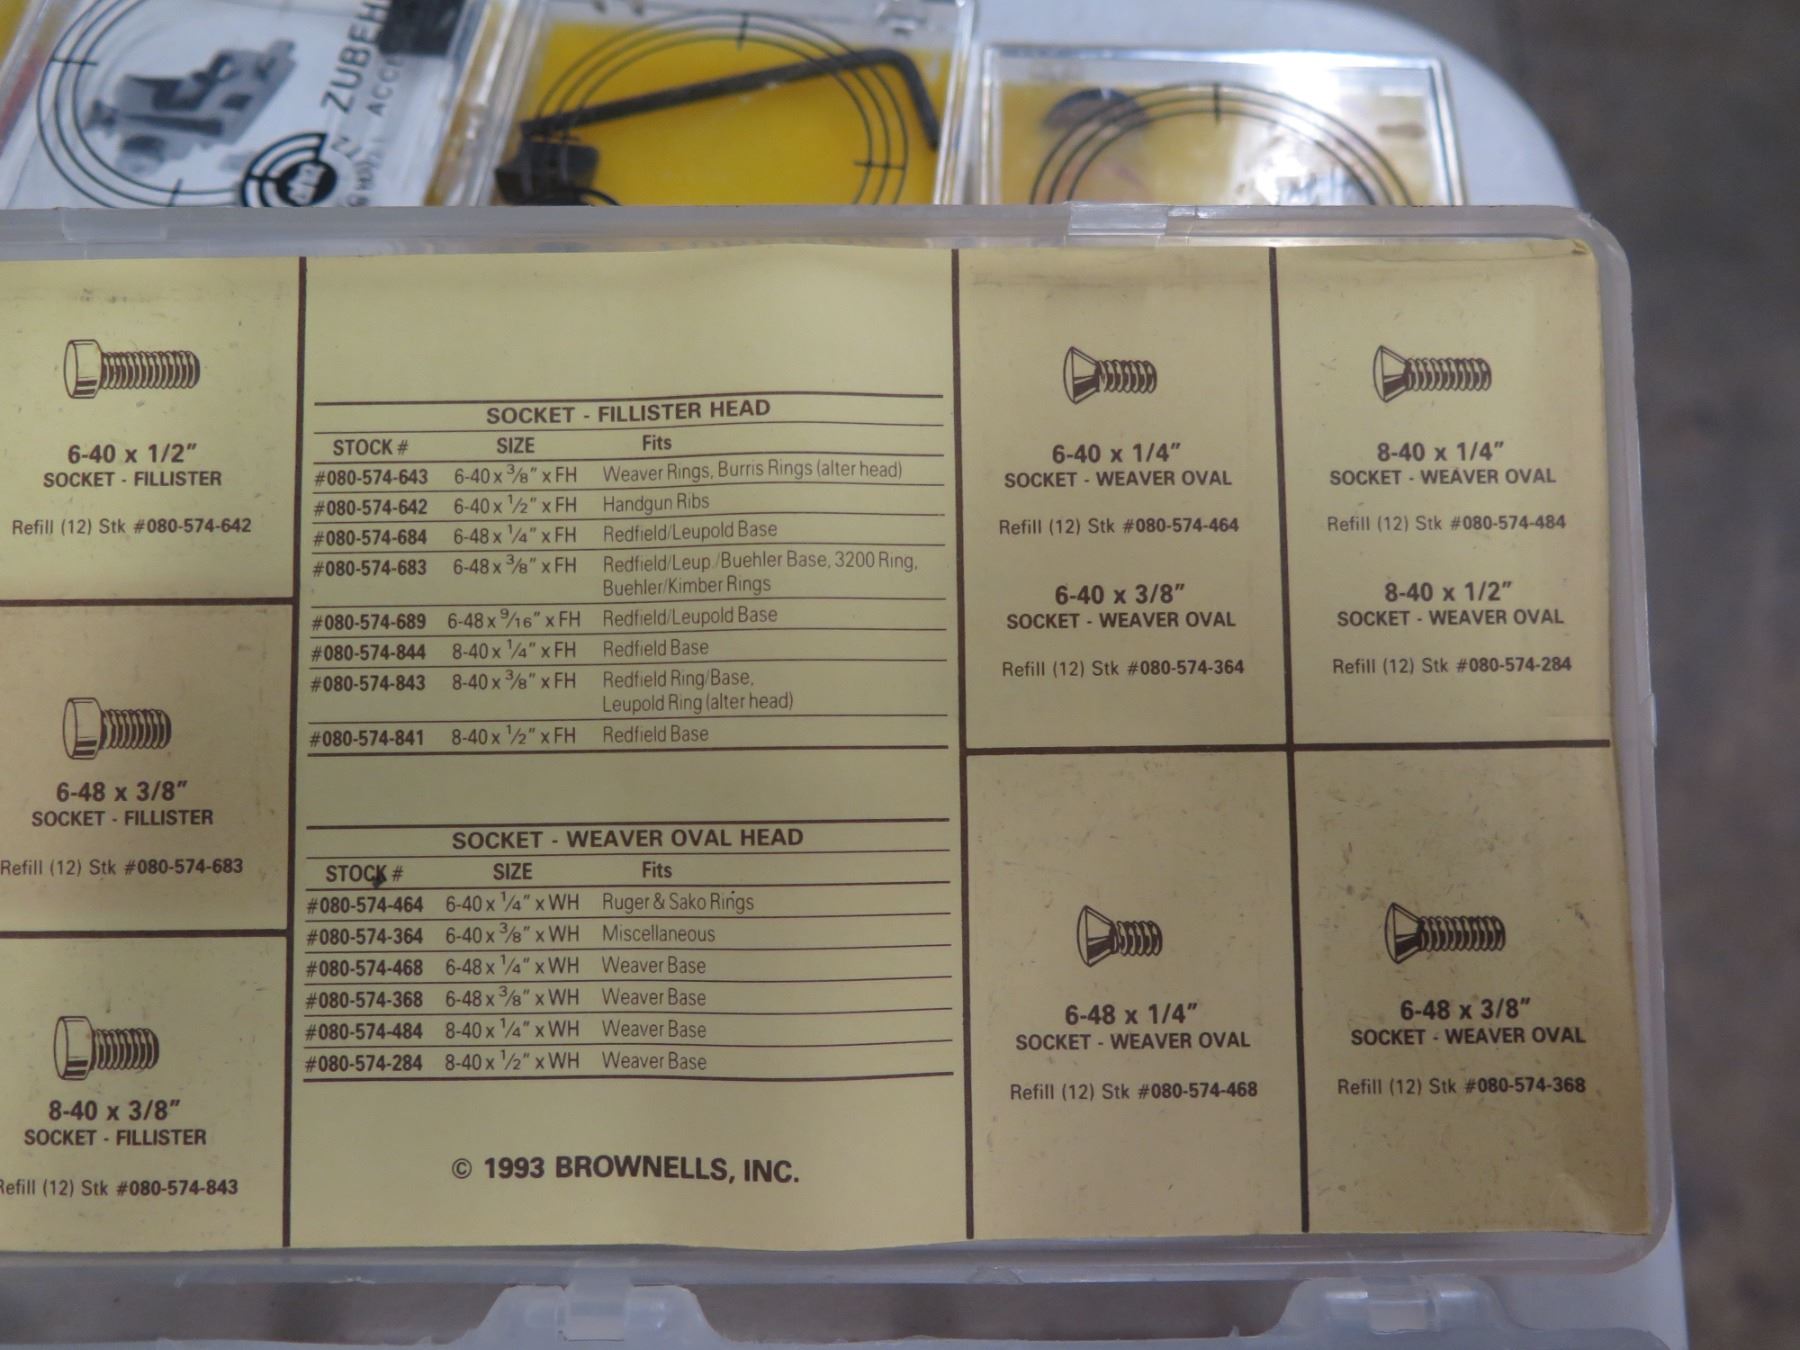 ZUBEH
ACCE
6-40 x 1/2"
SOCKET - FILLISTER
Refill (12) Stk #080-574-642
6-48 x 3/8"
SOCKET - FILLISTER
Refill (12) Stk #080-574-683
8-40 x 3/8"
SOCKET - FILLISTER
Refill (12) Stk #080-574-843
SOCKET - FILLISTER HEAD
STOCK # SIZE Fits
#080-574-643 6-40 x 3/8" x FH Weaver Rings, Burris Rings (alter head)
#080-574-642 6-40 x 1/2" x FH Handgun Ribs
#080-574-684 6-48 x 1/4" x FH Redfield/Leupold Base
#080-574-683 6-48 x 3/8" x FH Redfield/Leup./Buehler Base, 3200 Ring,
Buehler/Kimber Rings
#080-574-689 6-48 x 9/16" x FH Redfield/Leupold Base
#080-574-844 8-40 x 1/4" x FH Redfield Base
#080-574-843 8-40 x 3/8" x FH Redfield Ring/Base,
Leupold Ring (alter head)
#080-574-841 8-40 x 1/2" x FH Redfield Base
SOCKET - WEAVER OVAL HEAD
STOCK # SIZE Fits
#080-574-464 6-40 x 1/4" x WH Ruger & Sako Rings
#080-574-364 6-40 x 3/8" x WH Miscellaneous
#080-574-468 6-48 x 1/4" x WH Weaver Base
#080-574-368 6-48 x 3/8" x WH Weaver Base
#080-574-484 8-40 x 1/4" x WH Weaver Base
#080-574-284 8-40 x 1/2" x WH Weaver Base
© 1993 BROWNELLS, INC.
6-40 x 1/4"
SOCKET - WEAVER OVAL
Refill (12) Stk #080-574-464
6-40 x 3/8"
SOCKET - WEAVER OVAL
Refill (12) Stk #080-574-364
8-40 x 1/4"
SOCKET - WEAVER OVAL
Refill (12) Stk #080-574-484
8-40 x 1/2"
SOCKET - WEAVER OVAL
Refill (12) Stk #080-574-284
6-48 x 1/4"
SOCKET - WEAVER OVAL
Refill (12) Stk #080-574-468
6-48 x 3/8"
SOCKET - WEAVER OVAL
Refill (12) Stk #080-574-368